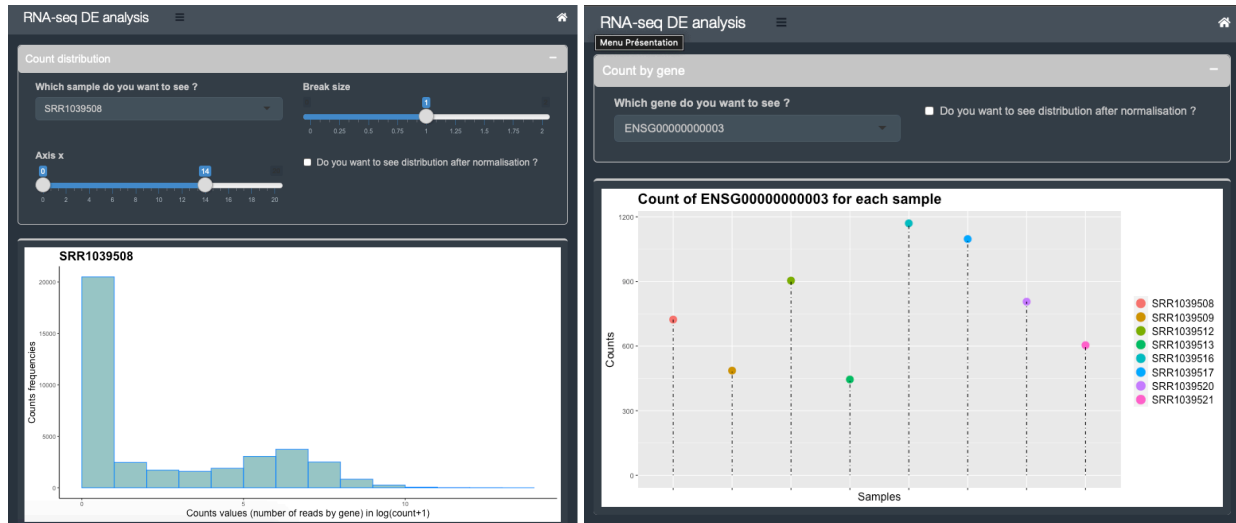 RNA-seq DE analysis
Count distribution
Which sample do you want to see ?
SRR1039508
Break size
1
0 0.25 0.5 0.75 1 1.25 1.5 1.75 2
Axis x
0 14
0 2 4 6 8 10 12 14 16 18 20
Do you want to see distribution after normalisation ?
SRR1039508
Counts frequencies
20000
15000
10000
5000
0
0 5 10
Counts values (number of reads by gene) in log(count+1)
RNA-seq DE analysis
Menu Présentation
Count by gene
Which gene do you want to see ?
ENSG00000000003
Do you want to see distribution after normalisation ?
Count of ENSG00000000003 for each sample
Counts
1200
900
600
300
0
Samples
SRR1039508
SRR1039509
SRR1039512
SRR1039513
SRR1039516
SRR1039517
SRR1039520
SRR1039521